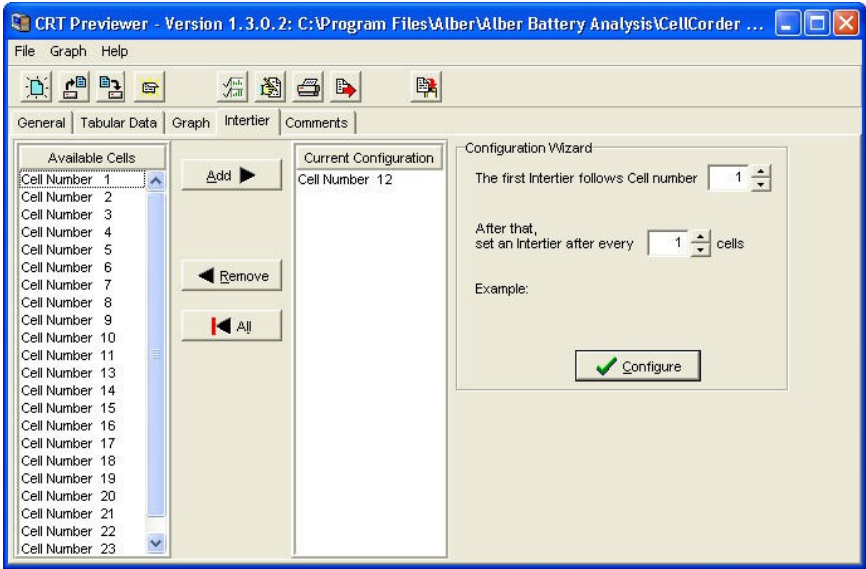 CRT Previewer - Version 1.3.0.2: C:\Program Files\Alber\Alber Battery Analysis\CellCorder ...
File Graph Help
General Tabular Data Graph Intertier Comments
Available Cells
Cell Number 1
Cell Number 2
Cell Number 3
Cell Number 4
Cell Number 5
Cell Number 6
Cell Number 7
Cell Number 8
Cell Number 9
Cell Number 10
Cell Number 11
Cell Number 13
Cell Number 14
Cell Number 15
Cell Number 16
Cell Number 17
Cell Number 18
Cell Number 19
Cell Number 20
Cell Number 21
Cell Number 22
Cell Number 23
Add
Remove
All
Current Configuration
Cell Number 12
Configuration Wizard
The first Intertier follows Cell number 1
After that,
set an Intertier after every 1 cells
Example:
Configure